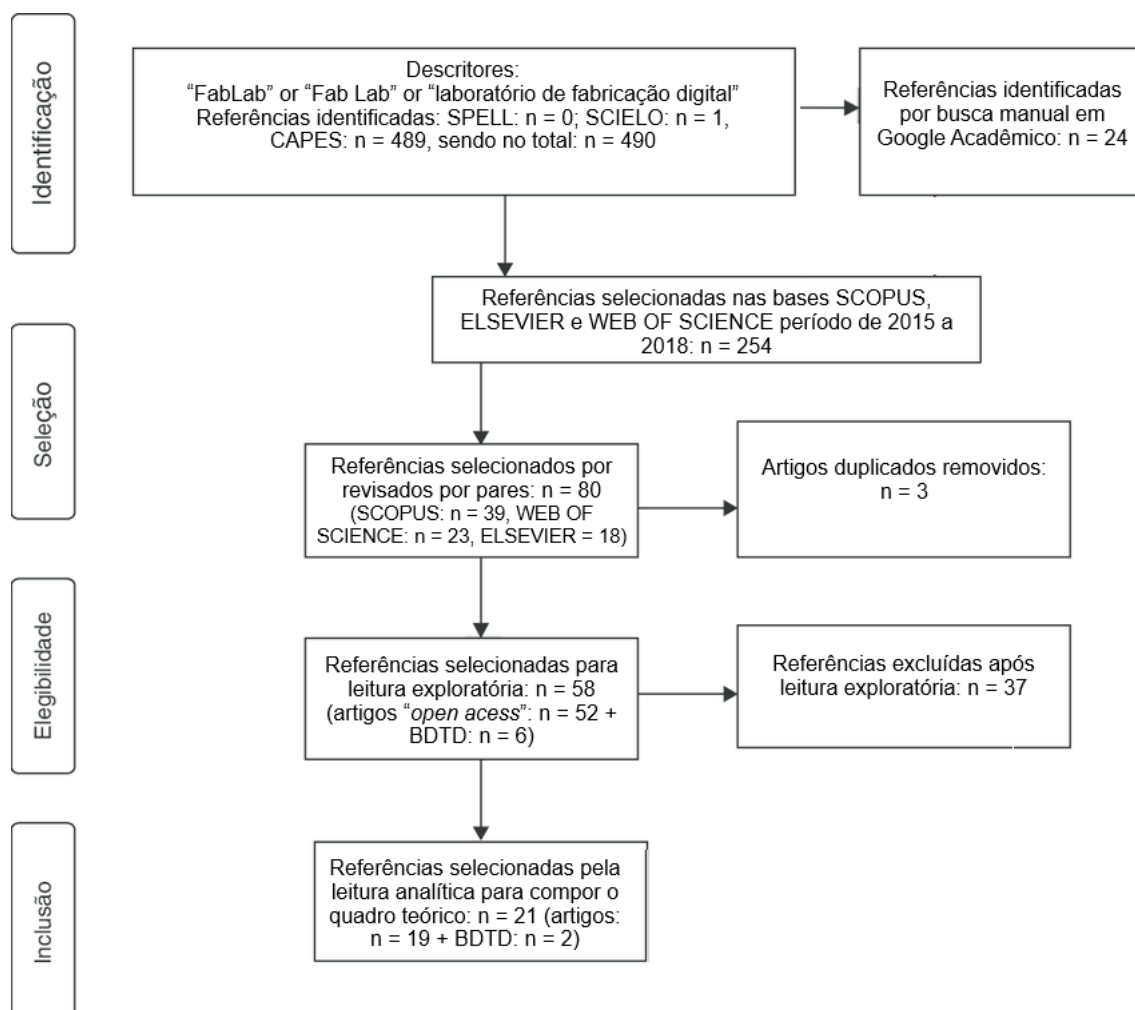 Identificação
Descritores:
“FabLab” or “Fab Lab” or “laboratório de fabricação digital”
Referências identificadas: SPELL: n = 0; SCIELO: n = 1,
CAPES: n = 489, sendo no total: n = 490
Referências identificadas
por busca manual em
Google Acadêmico: n = 24
Referências selecionadas nas bases SCOPUS,
ELSEVIER e WEB OF SCIENCE período de 2015 a
2018: n = 254
Seleção
Referências selecionados por
revisados por pares: n = 80
(SCOPUS: n = 39, WEB OF
SCIENCE: n = 23, ELSEVIER = 18)
Artigos duplicados removidos:
n = 3
Elegibilidade
Referências selecionadas para
leitura exploratória: n = 58
(artigos “open acess”: n = 52 +
BDTD: n = 6)
Referências excluídas após
leitura exploratória: n = 37
Inclusão
Referências selecionadas pela
leitura analítica para compor o
quadro teórico: n = 21 (artigos:
n = 19 + BDTD: n = 2)